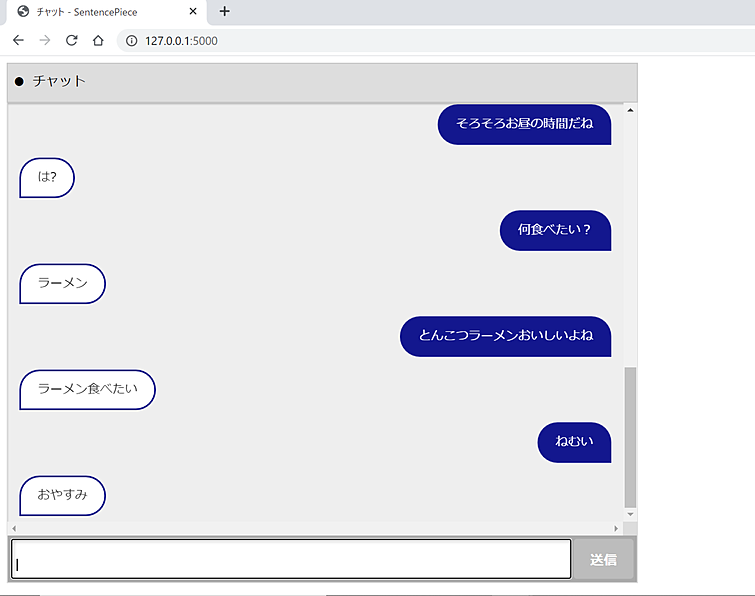 チャット - SentencePiece
127.0.0.1:5000
● チャット
そろそろお昼の時間だね
は?
何食べたい？
ラーメン
とんこつラーメンおいしいよね
ラーメン食べたい
ねむい
おやすみ
送信